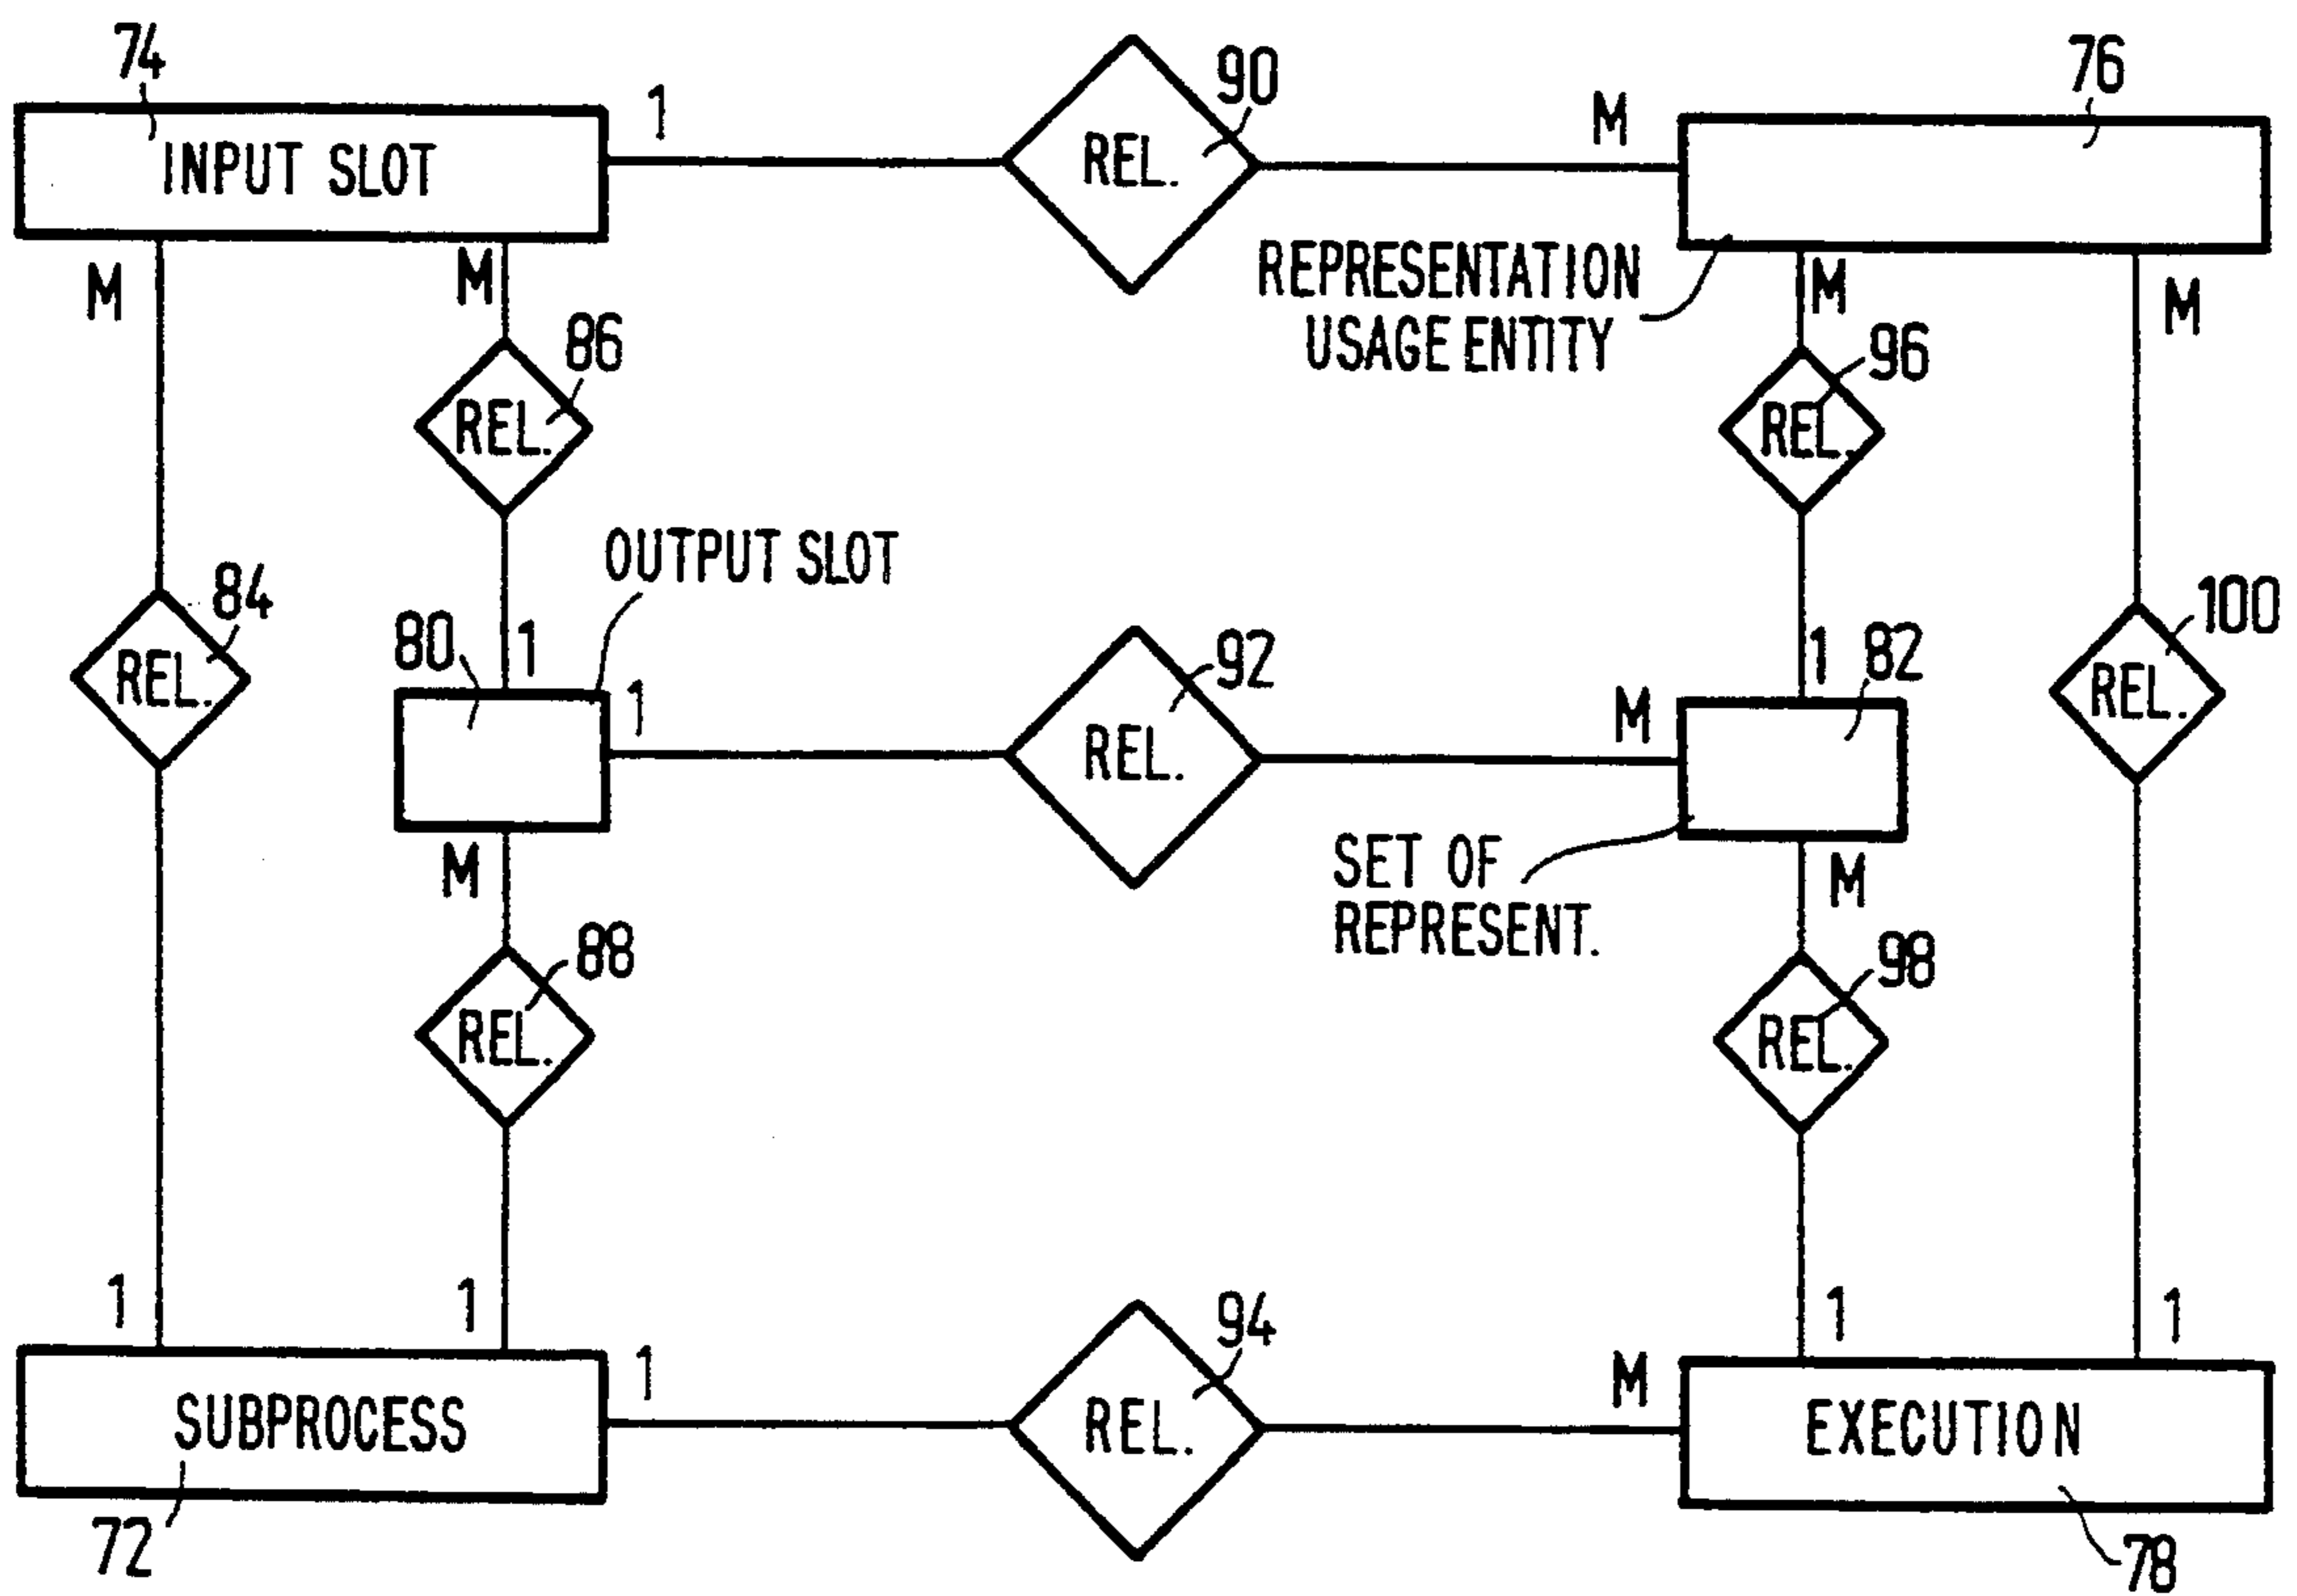 74
90
76
1
M
INPUT SLOT
REL.
M
M
REPRESENTATION
USAGE ENTITY
M
M
86
96
REL.
REL.
OUTPUT SLOT
84
100
80
1
92
1
82
REL.
1
M
REL.
REL.
M
SET OF
REPRESENT.
M
88
98
REL.
REL.
1
1
94
1
1
1
M
SUBPROCESS
REL.
EXECUTION
72
78